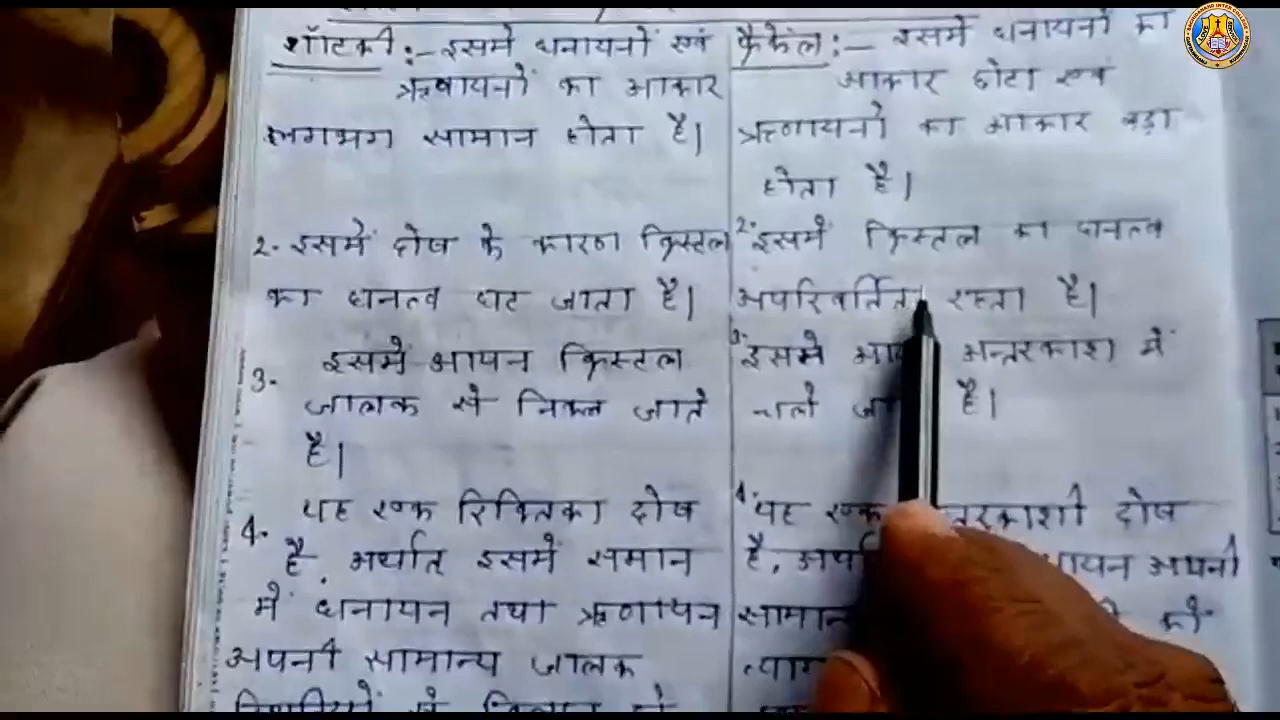 शॉटकी :- इसमें धनायनों एवं
ऋणायनों का आकार
लगभग सामान होता है।
2. इसमें दोष के कारण क्रिस्टल
का घनत्व घट जाता है।
3. इसमें आयन क्रिस्टल
जालक से निकल जाते
है।
4. यह एक रिक्तिका दोष
है, अर्थात् इसमें समान
में धनायन तथा ऋणायन
अपनी सामान्य जालक
फ्रैंकेल :- इसमें धनायनों का
आकार छोटा एवं
ऋणायनों का आकार बड़ा
होता है।
2. इसमें क्रिस्टल का घनत्व
अपरिवर्तित रहता है।
3. इसमें अन्तरकाश में
चले है।
4. यह एक दोष
है, आयन अपनी
को